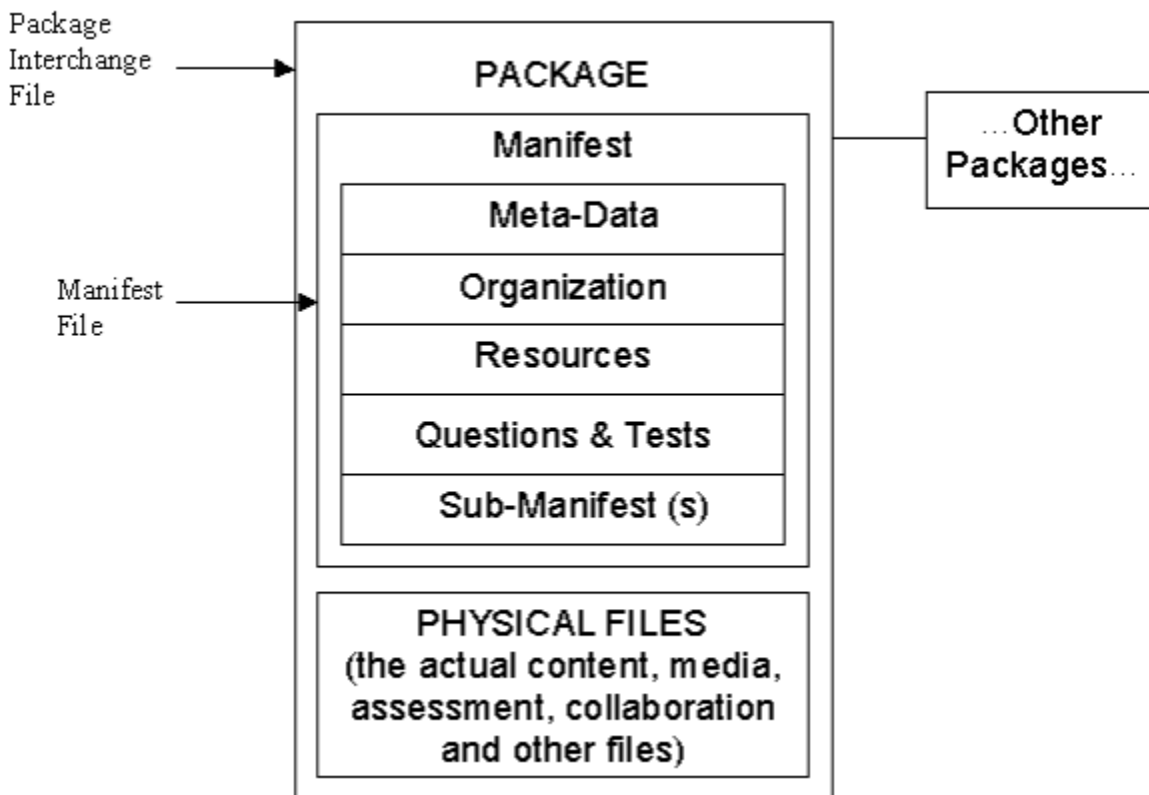 Package
Interchange
File
PACKAGE
Manifest
...Other
Packages...
Meta-Data
Organization
Manifest
File
Resources
Questions & Tests
Sub-Manifest (s)
PHYSICAL FILES
(the actual content, media,
assessment, collaboration
and other files)